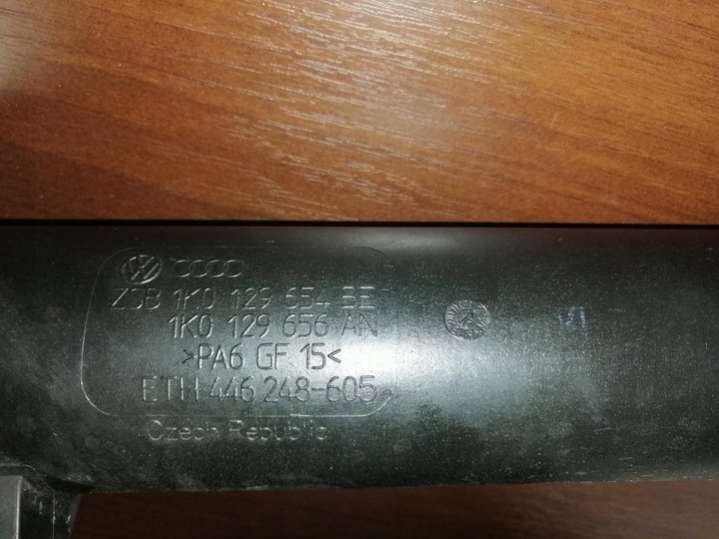 ZSB 1K0 129 654 BE
1K0 129 656 AN
>PA6 GF 15<
ETH 446 248-605
Czech Republic